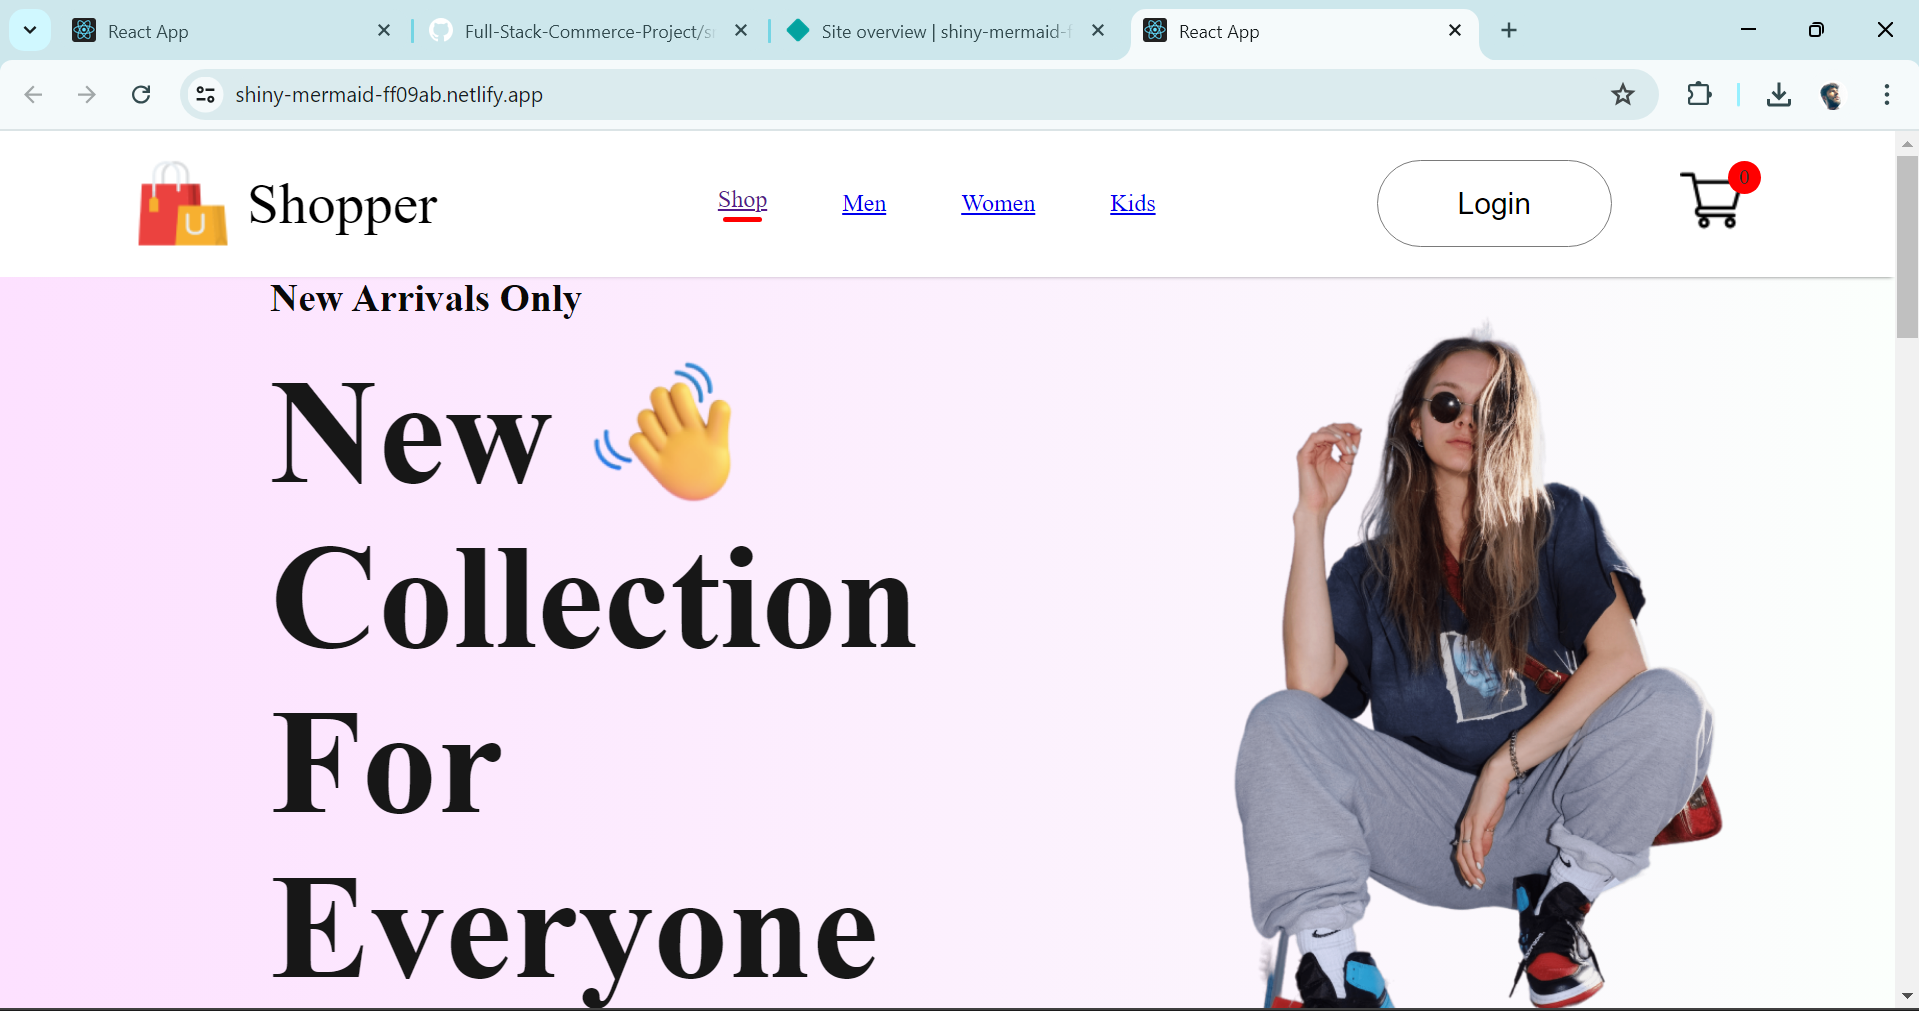 React App
Full-Stack-Commerce-Project/s
Site overview | shiny-mermaid-f
React App
shiny-mermaid-ff09ab.netlify.app
Shopper
Shop
Men
Women
Kids
Login
0
New Arrivals Only
New 👋
Collection
For
Everyone